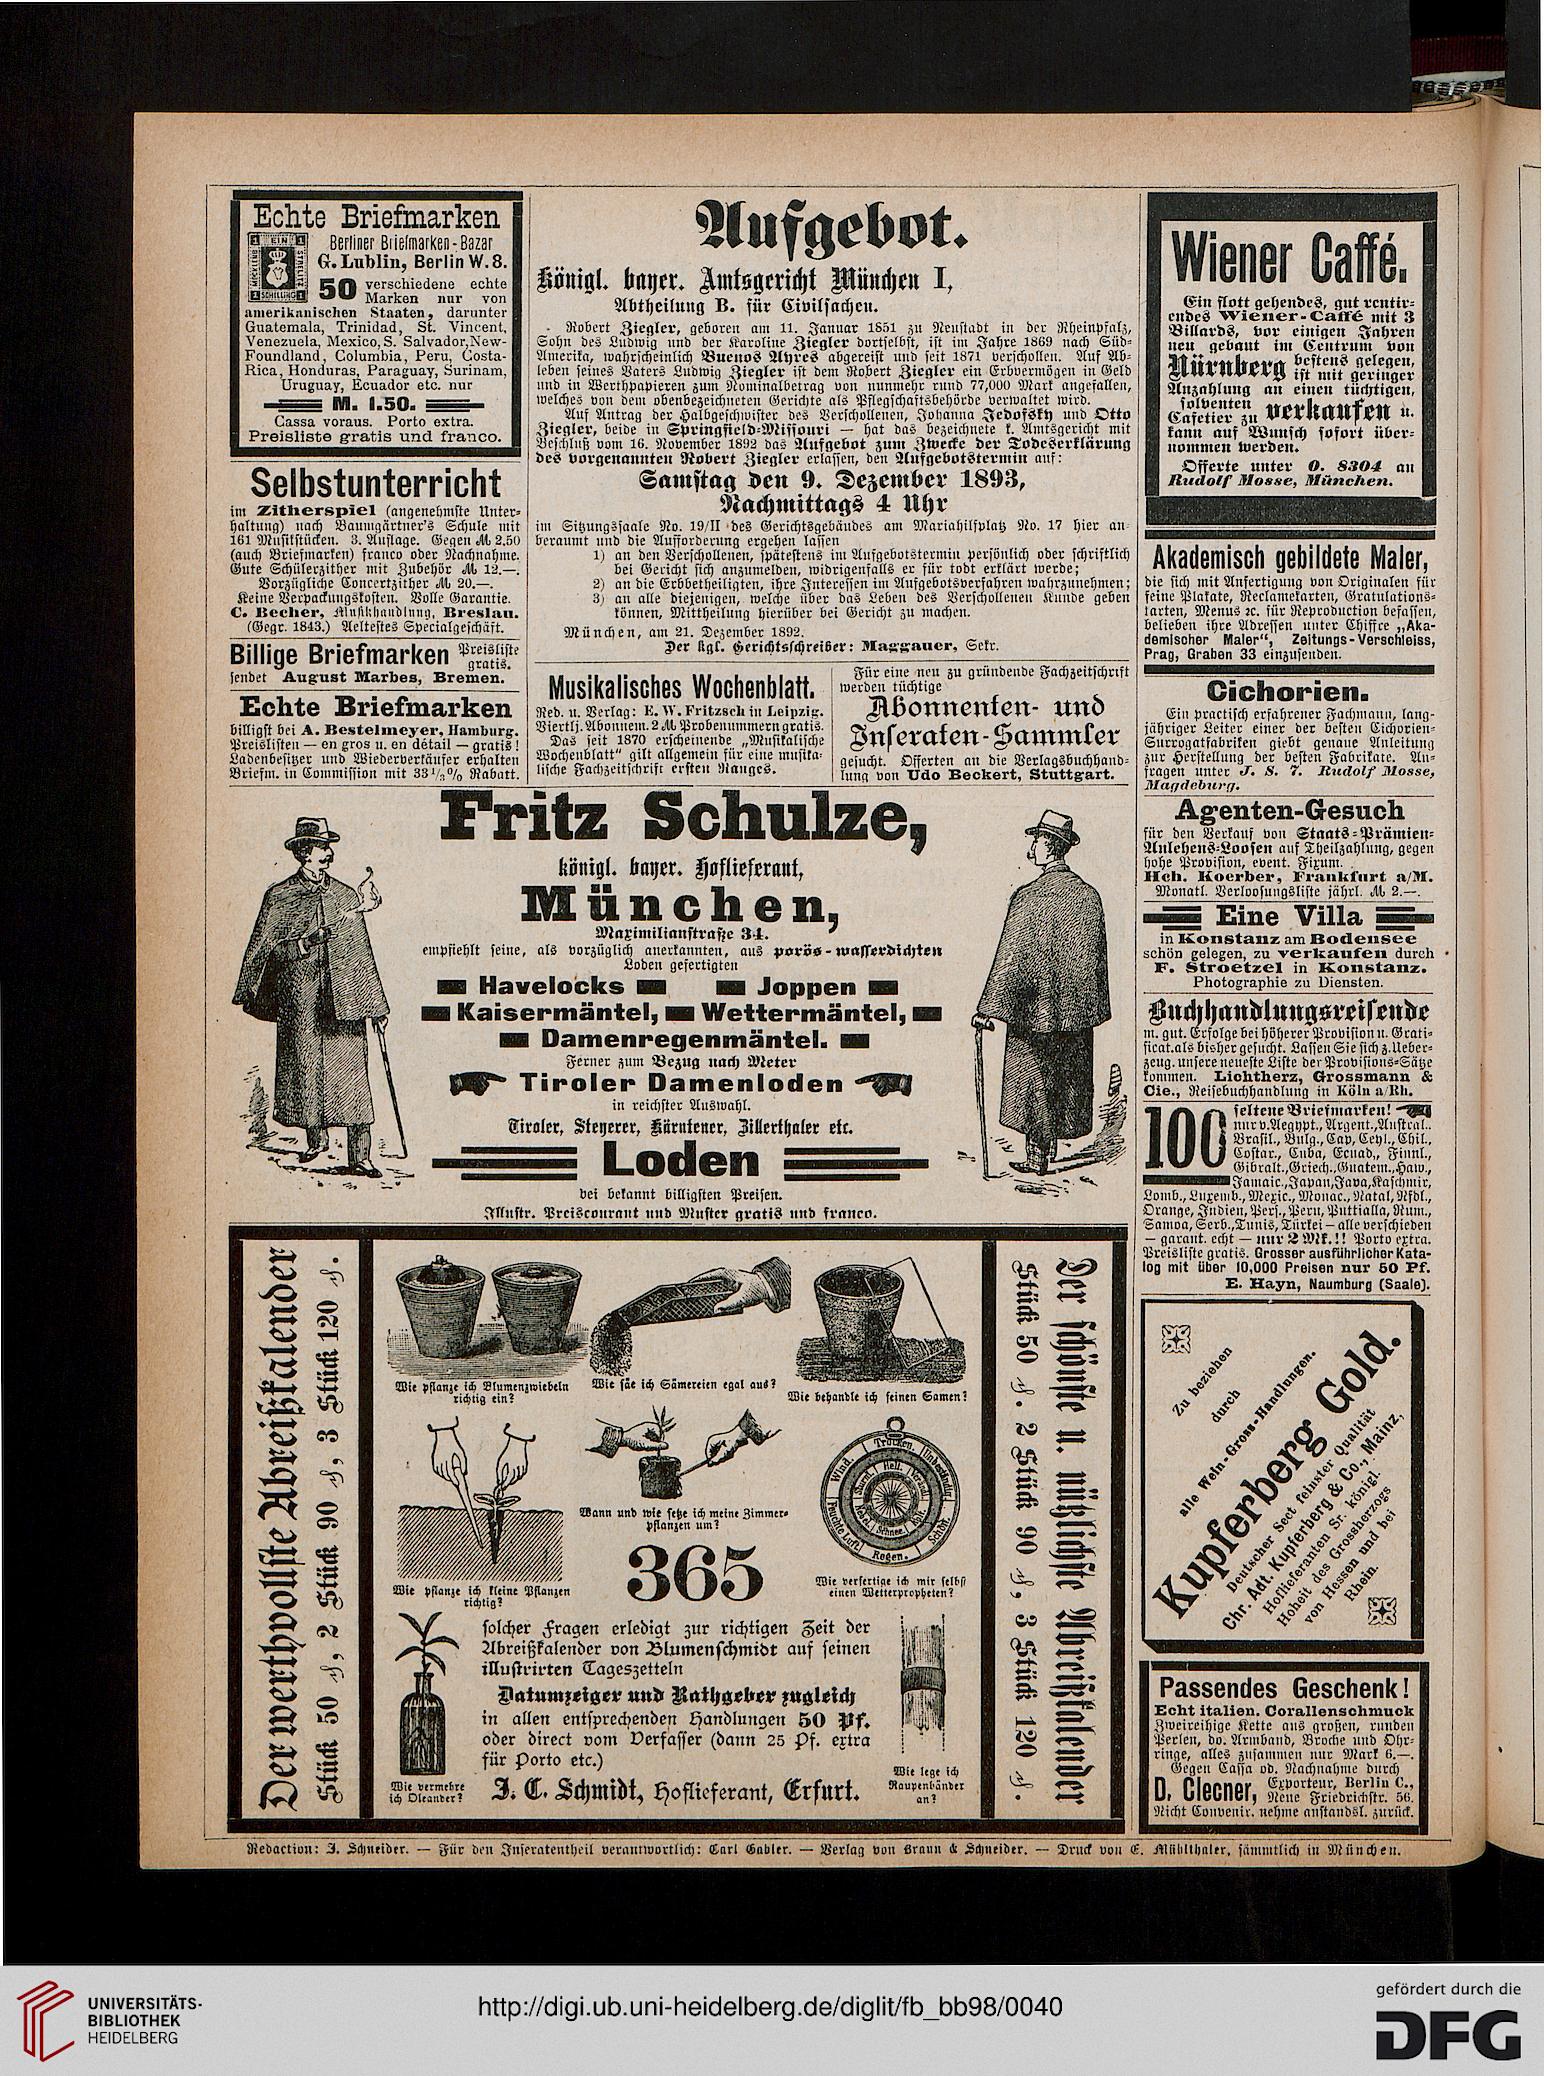 Echte Briefmarken
EIN
MECKLENB
STRELITZ
SCHILLING
Berliner Briefmarken-Bazar
G. Lublin, Berlin W. 8.
50 verschiedene echte
Marken nur von
amerikanischen Staaten, darunter
Guatemala, Trinidad, St. Vincent,
Venezuela, Mexico, S. Salvador, New-
Foundland, Columbia, Peru, Costa-
Rica, Honduras, Paraguay, Surinam,
Uruguay, Ecuador etc. nur
M. 1.50.
Cassa voraus. Porto extra.
Preisliste gratis und franco.
Selbstunterricht
im Zitherspiel (angenehmste Unter-
haltung) nach Baumgärtner's Schule mit
161 Musikstücken. 3. Auflage. Gegen ℳ 2,50
(auch Briefmarken) franco oder Nachnahme.
Gute Schülerzither mit Zubehör ℳ 12.—.
Vorzügliche Concertzither ℳ 20.—.
Keine Verpackungskosten. Volle Garantie.
C. Becher, Musikhandlung, Breslau.
(Gegr. 1843.) Aeltestes Specialgeschäft.
Billige Briefmarken Preisliste
gratis.
sendet August Marbes, Bremen.
Echte Briefmarken
billigst bei A. Bestelmeyer, Hamburg.
Preislisten — en gros u. en détail — gratis!
Ladenbesitzer und Wiederverkäufer erhalten
Briefm. in Commission mit 33⅓% Rabatt.
Aufgebot.
Königl. bayer. Amtsgericht München I,
Abtheilung B. für Civilsachen.
Robert Ziegler, geboren am 11. Januar 1851 zu Neustadt in der Rheinpfalz,
Sohn des Ludwig und der Karoline Ziegler dortselbst, ist im Jahre 1869 nach Süd-
Amerika, wahrscheinlich Buenos Ayres abgereist und seit 1871 verschollen. Auf Ab-
leben seines Vaters Ludwig Ziegler ist dem Robert Ziegler ein Erbvermögen in Geld
und in Werthpapieren zum Nominalbetrag von nunmehr rund 77,000 Mark angefallen,
welches von dem obenbezeichneten Gerichte als Pflegschaftsbehörde verwaltet wird.
Auf Antrag der Halbgeschwister des Verschollenen, Johanna Jedofsky und Otto
Ziegler, beide in Springfield-Missouri — hat das bezeichnete k. Amtsgericht mit
Beschluß vom 16. November 1892 das Aufgebot zum Zwecke der Todeserklärung
des vorgenannten Robert Ziegler erlassen, den Aufgebotstermin auf:
Samstag den 9. Dezember 1893,
Nachmittags 4 Uhr
im Sitzungssaale No. 19/II des Gerichtsgebäudes am Mariahilfplatz No. 17 hier an-
beraumt und die Aufforderung ergehen lassen
1) an den Verschollenen, spätestens im Aufgebotstermin persönlich oder schriftlich
bei Gericht sich anzumelden, widrigenfalls er für todt erklärt werde;
2) an die Erbbetheiligten, ihre Interessen im Aufgebotsverfahren wahrzunehmen;
3) an alle diejenigen, welche über das Leben des Verschollenen Kunde geben
können, Mittheilung hierüber bei Gericht zu machen.
München, am 21. Dezember 1892.
Der kgl. Gerichtsschreiber: Maggauer, Sekr.
Musikalisches Wochenblatt.
Red. u. Verlag: E. W. Fritzsch in Leipzig.
Viertlj. Abonnem. 2 ℳ Probenummern gratis.
Das seit 1870 erscheinende „Musikalische
Wochenblatt“ gilt allgemein für eine musika-
lische Fachzeitschrift ersten Ranges.
Für eine neu zu gründende Fachzeitschrift
werden tüchtige
Abonnenten- und
Inseraten-Sammler
gesucht. Offerten an die Verlagsbuchhand-
lung von Udo Beckert, Stuttgart.
Fritz Schulze,
königl. bayer. Hoflieferant,
München,
Maximilianstraße 34.
empfiehlt seine, als vorzüglich anerkannten, aus porös-wasserdichten
Loden gefertigten
Havelocks Joppen
Kaisermäntel, Wettermäntel,
Damenregenmäntel.
Ferner zum Bezug nach Meter
Tiroler Damenloden
in reichster Auswahl.
Tiroler, Steyerer, Kärntener, Zillerthaler etc.
Loden
bei bekannt billigsten Preisen.
Illustr. Preiscourant und Muster gratis und franco.
Der werthvollste Abreißkalender
Stück 50 ₰, 2 Stück 90 ₰, 3 Stück 120 ₰.
Wie pflanze ich Blumenzwiebeln
richtig ein?
Wie säe ich Sämereien egal aus?
Wie behandle ich feinen Samen?
Wie pflanze ich kleine Pflanzen
richtig?
Wann und wie setze ich meine Zimmer-
pflanzen um?
Trocken.
Wind.
Feuchte Luft.
Regen.
Schön.
Hell.
Schnee.
Wie verfertige ich mir selbst
einen Wetterpropheten?
365
solcher Fragen erledigt zur richtigen Zeit der
Abreißkalender von Blumenschmidt auf seinen
illustrirten Tageszetteln
Datumzeiger und Rathgeber zugleich
in allen entsprechenden Handlungen 50 Pf.
oder direct vom Verfasser (dann 25 Pf. extra
für Porto etc.)
J. C. Schmidt, Hoflieferant, Erfurt.
Wie vermehre
ich Oleander?
Wie lege ich
Raupenbänder
an?
Der schönste u. nützlichste Abreißkalender
Stück 50 ₰. 2 Stück 90 ₰, 3 Stück 120 ₰.
Wiener Caffé.
Ein flott gehendes, gut rentir-
endes Wiener-Caffé mit 3
Billards, vor einigen Jahren
neu gebaut im Centrum von
Nürnberg bestens gelegen,
ist mit geringer
Anzahlung an einen tüchtigen,
solventen
Cafetier zu verkaufen u.
kann auf Wunsch sofort über-
nommen werden.
Offerte unter O. 8304 an
Rudolf Mosse, München.
Akademisch gebildete Maler,
die sich mit Anfertigung von Originalen für
feine Plakate, Reclamekarten, Gratulations-
karten, Menus ꝛc. für Reproduction befassen,
belieben ihre Adressen unter Chiffre „Aka-
demischer Maler“, Zeitungs-Verschleiss,
Prag, Graben 33 einzusenden.
Cichorien.
Ein practisch erfahrener Fachmann, lang-
jähriger Leiter einer der besten Cichorien-
Surrogatfabriken giebt genaue Anleitung
zur Herstellung der besten Fabrikate. An-
fragen unter J. S. 7. Rudolf Mosse,
Magdeburg.
Agenten-Gesuch
für den Verkauf von Staats-Prämien-
Anlehens-Loosen auf Theilzahlung, gegen
hohe Provision, event. Fixum.
Hch. Koerber, Frankfurt a/M.
Monatl. Verloosungsliste jährl. ℳ 2.—.
Eine Villa
in Konstanz am Bodensee
schön gelegen, zu verkaufen durch
F. Stroetzel in Konstanz.
Photographie zu Diensten.
Buchhandlungsreisende
m. gut. Erfolge bei höherer Provision u. Grati-
ficat. als bisher gesucht. Lassen Sie sich z. Ueber-
zeug. unsere neueste Liste der Provisions-Sätze
kommen. Lichtherz, Grossmann &
Cie., Reisebuchhandlung in Köln a/Rh.
100 seltene Briefmarken!
nur v. Aegypt., Argent., Austral..
Brasil., Bulg., Cap, Ceyl., Chil.,
Costar., Cuba, Ecuad,, Finnl.,
Gibralt., Griech., Guatem., Haw.,
Jamaic., Japan, Java, Kaschmir,
Lomb., Luxemb., Mexic., Monac., Natal, Nfdl.,
Orange, Indien, Pers., Peru, Puttialla, Rum.,
Samoa, Serb., Tunis, Türkei — alle verschieden
— garant. echt — nur 2 Mk.!! Porto extra.
Preisliste gratis. Grosser ausführlicher Kata-
log mit über 10,000 Preisen nur 50 Pf.
E. Hayn, Naumburg (Saale).
Zu beziehen
durch
alle Wein-Gross-Handlungen.
Kupferberg Gold.
Deutscher Sect feinster Qualität
Chr. Adt. Kupferberg & Co., Mainz,
Hoflieferanten Sr. königl.
Hoheit des Grossherzogs
von Hessen und bei
Rhein.
Passendes Geschenk!
Echt italien. Corallenschmuck
Zweireihige Kette aus großen, runden
Perlen, do. Armband, Broche und Ohr-
ringe, alles zusammen nur Mark 6.—.
Gegen Cassa od. Nachnahme durch
D. Clecner, Exporteur, Berlin C.,
Neue Friedrichstr. 56.
Nicht Convenir. nehme anstandsl. zurück.
Redaction: J. Schneider. — Für den Inseratentheil verantwortlich: Carl Gabler. — Verlag von Braun & Schneider. — Druck von E. Mühlthaler, sämmtlich in München.
UNIVERSITÄTS-
BIBLIOTHEK
HEIDELBERG
http://digi.ub.uni-heidelberg.de/diglit/fb_bb98/0040
gefördert durch die
DFG